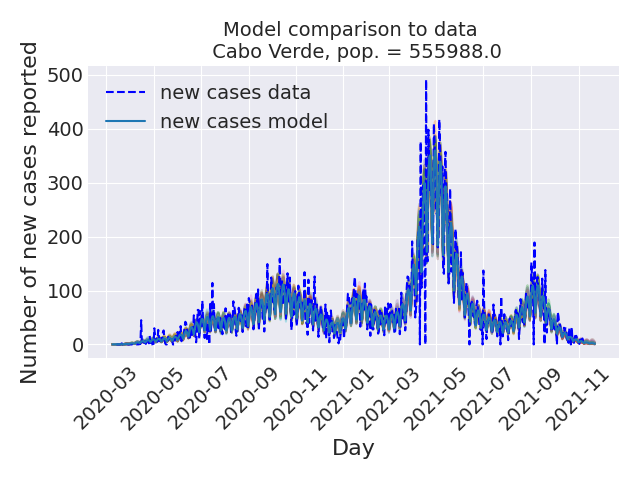 Model comparison to data
Cabo Verde, pop. = 555988.0
Number of new cases reported
500
400
300
200
100
0
new cases data
new cases model
2020-03
2020-05
2020-07
2020-09
2020-11
2021-01
2021-03
2021-05
2021-07
2021-09
2021-11
Day